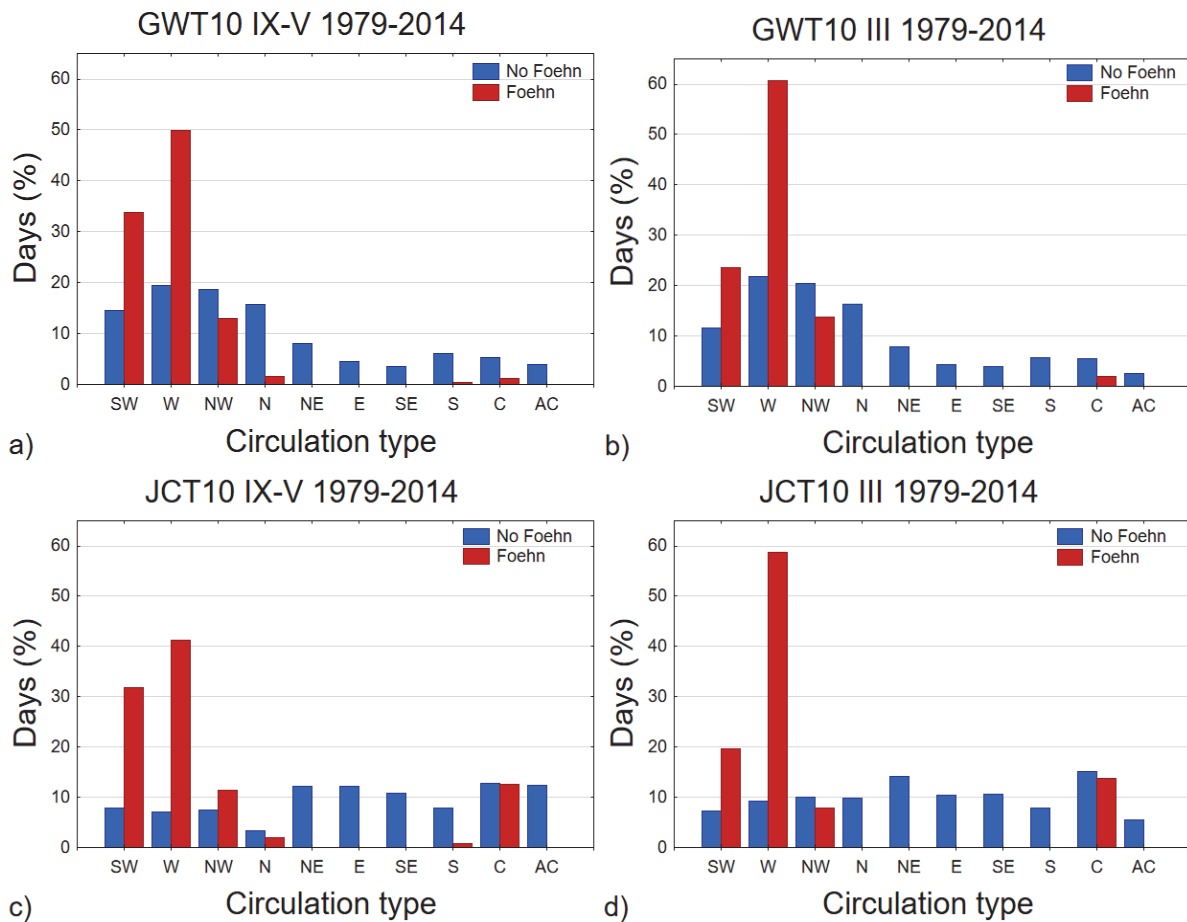 GWT10 IX-V 1979-2014
Days (%)
60
50
40
30
20
10
0
No Foehn
Foehn
SW W NW N NE E SE S C AC
Circulation type
a)
GWT10 III 1979-2014
Days (%)
60
50
40
30
20
10
0
No Foehn
Foehn
SW W NW N NE E SE S C AC
Circulation type
b)
JCT10 IX-V 1979-2014
Days (%)
60
50
40
30
20
10
0
No Foehn
Foehn
SW W NW N NE E SE S C AC
Circulation type
c)
JCT10 III 1979-2014
Days (%)
60
50
40
30
20
10
0
No Foehn
Foehn
SW W NW N NE E SE S C AC
Circulation type
d)